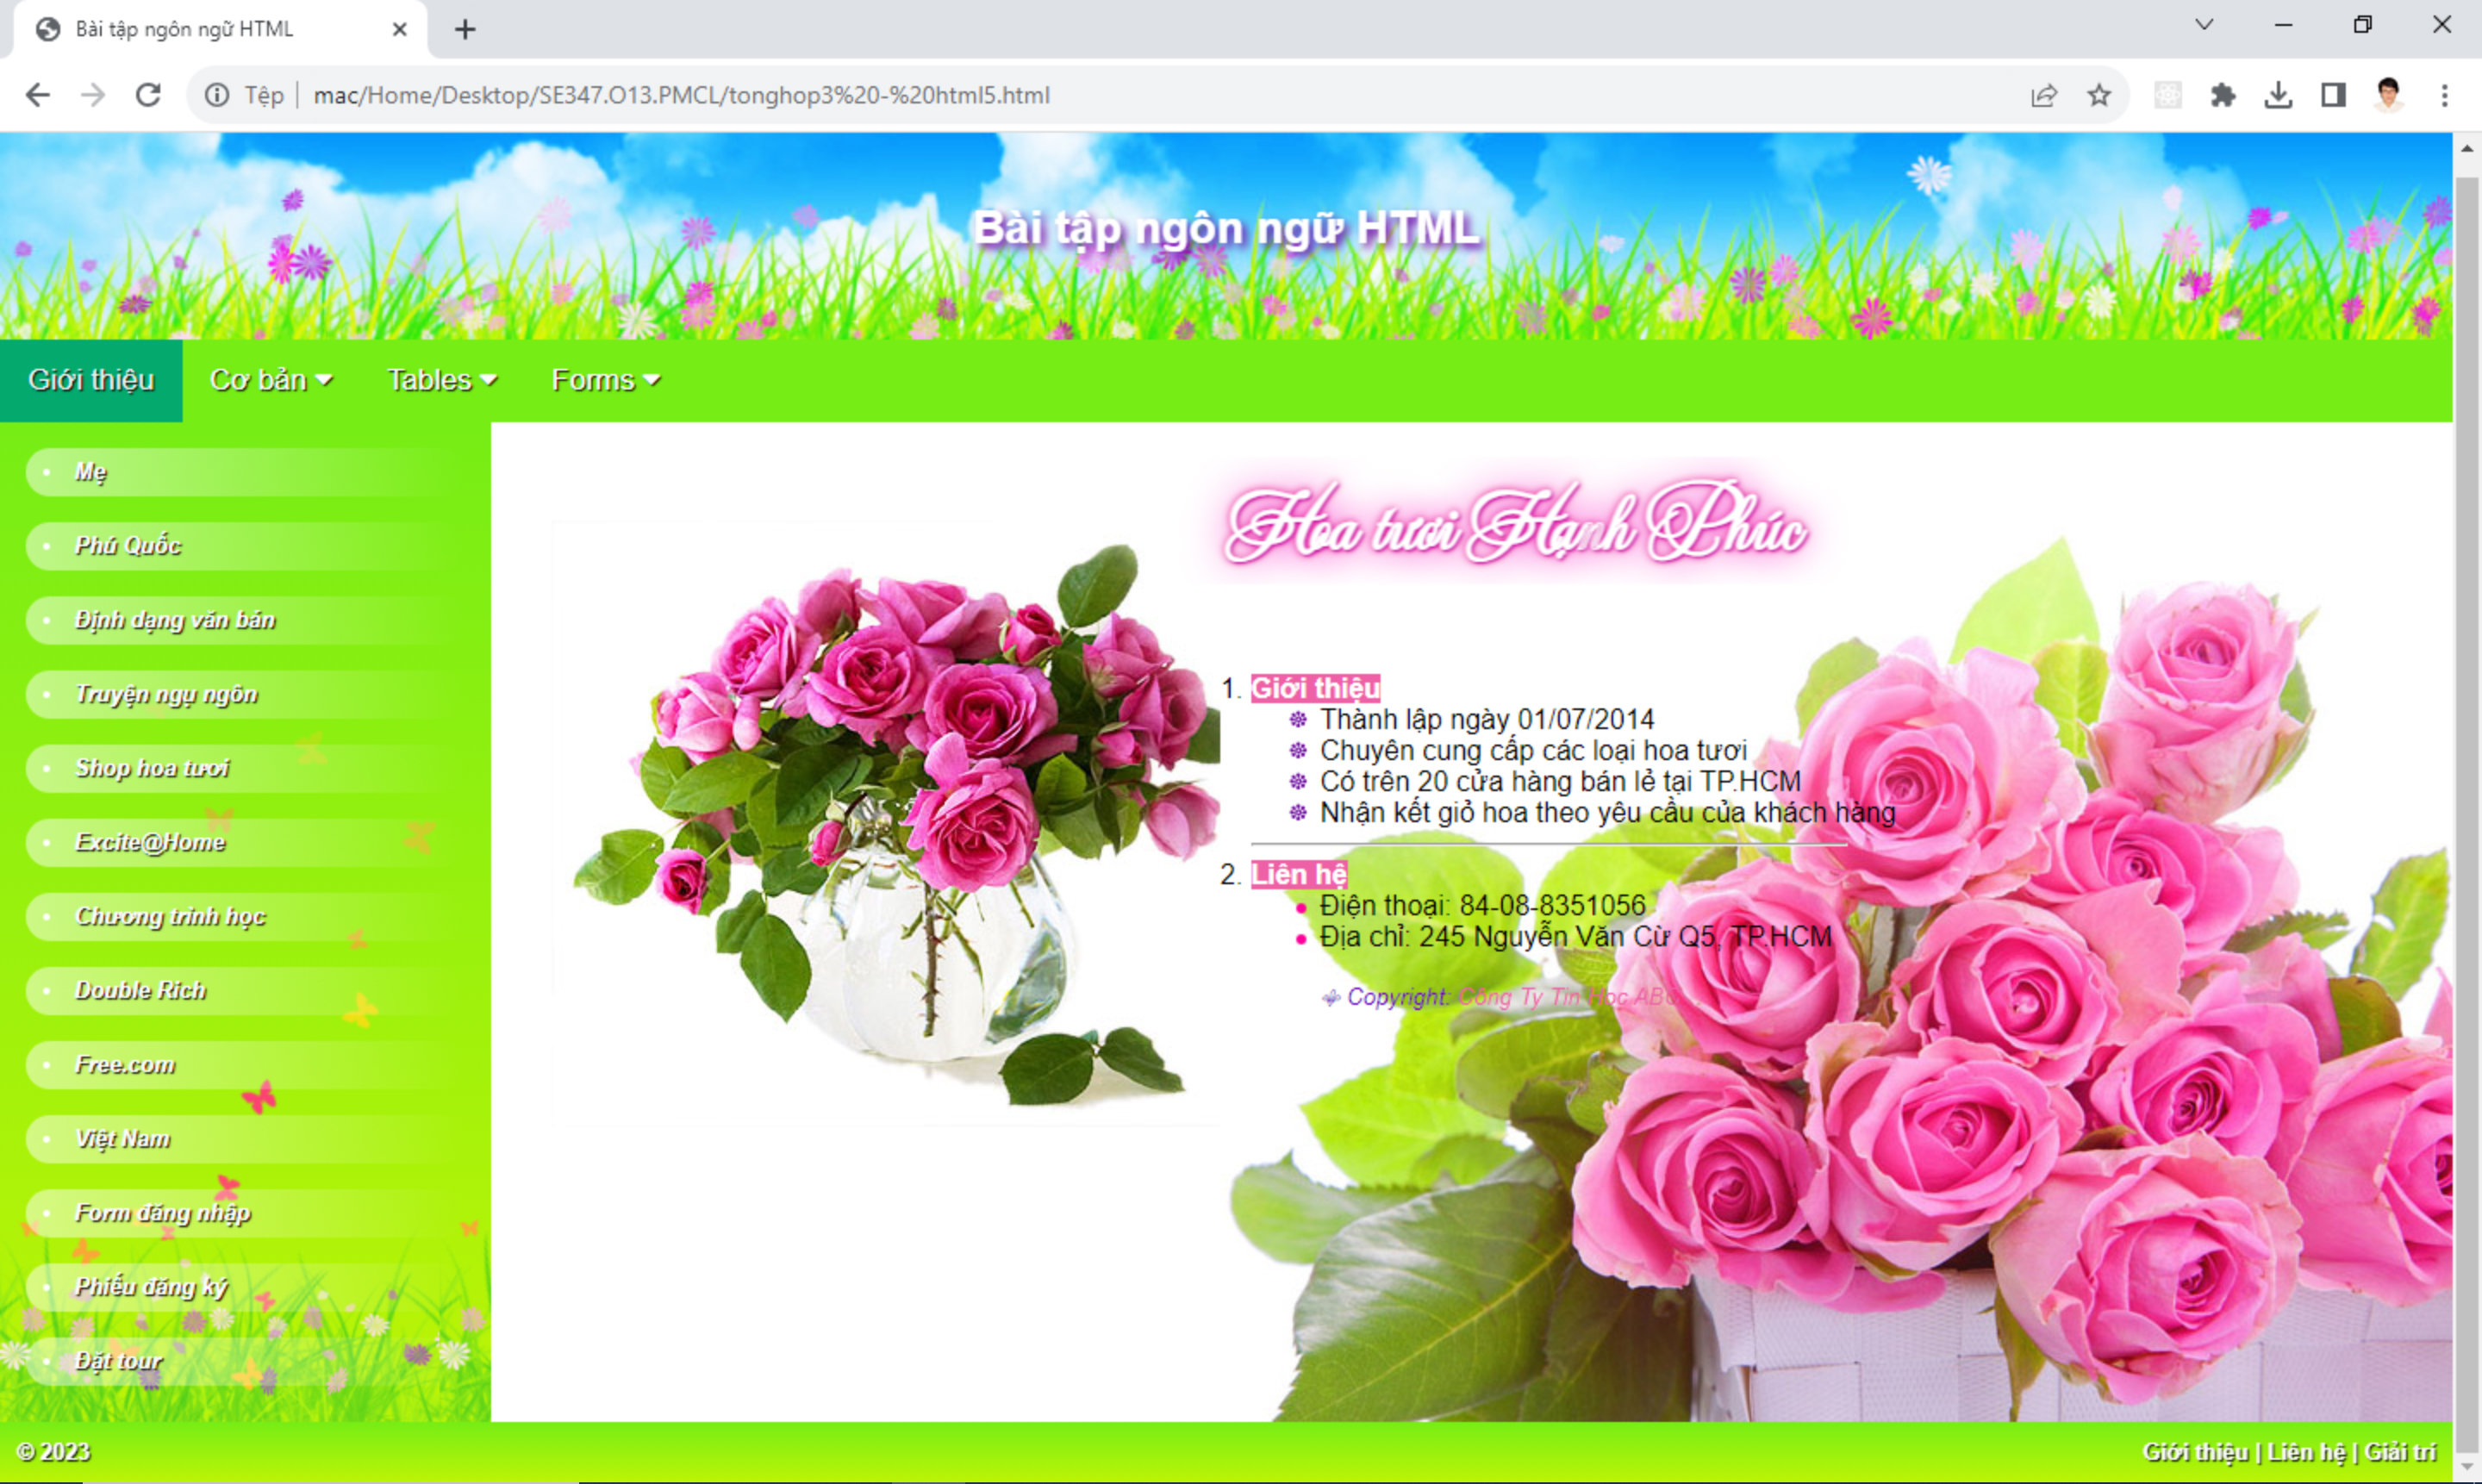 Bài tập ngôn ngữ HTML
Tệp | mac/Home/Desktop/SE347.O13.PMCL/tonghop3%20-%20html5.html
Bài tập ngôn ngữ HTML
Giới thiệu Cơ bản Tables Forms
Mẹ
Phú Quốc
Định dạng văn bản
Truyện ngụ ngôn
Shop hoa tươi
Excite@Home
Chương trình học
Double Rich
Free.com
Việt Nam
Form đăng nhập
Phiếu đăng ký
Đặt tour
Hoa tươi Hạnh Phúc
1. Giới thiệu
Thành lập ngày 01/07/2014
Chuyên cung cấp các loại hoa tươi
Có trên 20 cửa hàng bán lẻ tại TP.HCM
Nhận kết giỏ hoa theo yêu cầu của khách hàng
2. Liên hệ
Điện thoại: 84-08-8351056
Địa chỉ: 245 Nguyễn Văn Cừ Q5, TP.HCM
Copyright: Công Ty Tin Học ABC
© 2023
Giới thiệu | Liên hệ | Giải trí